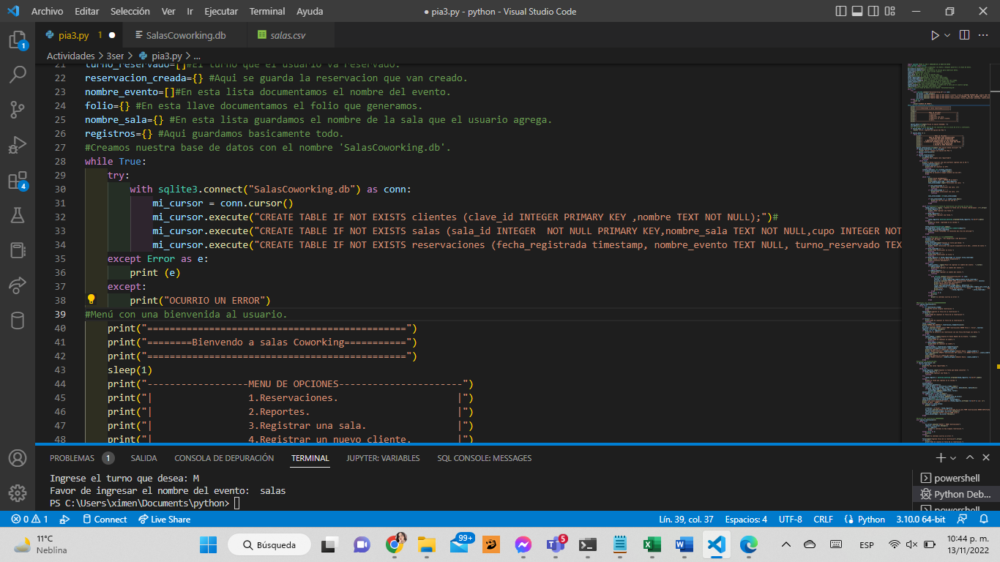 Archivo Editar Selección Ver Ir Ejecutar Terminal Ayuda
● pia3.py - python - Visual Studio Code
pia3.py 1 ●
SalasCoworking.db
salas.csv
Actividades > 3ser > pia3.py > ...
21 turno_reservado=[]#El turno que el usuario va reservado.
22 reservacion_creada={} #Aqui se guarda la reservacion que van creado.
23 nombre_evento=[]#En esta lista documentamos el nombre del evento.
24 folio={} #En esta llave documentamos el folio que generamos.
25 nombre_sala={} #En esta lista guardamos el nombre de la sala que el usuario agrega.
26 registros={} #Aqui guardamos basicamente todo.
27 #Creamos nuestra base de datos con el nombre 'SalasCoworking.db'.
28 while True:
29 try:
30 with sqlite3.connect("SalasCoworking.db") as conn:
31 mi_cursor = conn.cursor()
32 mi_cursor.execute("CREATE TABLE IF NOT EXISTS clientes (clave_id INTEGER PRIMARY KEY ,nombre TEXT NOT NULL);")#
33 mi_cursor.execute("CREATE TABLE IF NOT EXISTS salas (sala_id INTEGER  NOT NULL PRIMARY KEY,nombre_sala TEXT NOT NULL,cupo INTEGER NOT
34 mi_cursor.execute("CREATE TABLE IF NOT EXISTS reservaciones (fecha_registrada timestamp, nombre_evento TEXT NULL, turno_reservado TEX
35 except Error as e:
36 print (e)
37 except:
38 print("OCURRIO UN ERROR")
39 #Menú con una bienvenida al usuario.
40 print("==============================================")
41 print("========Bienvendo a salas Coworking===========")
42 print("==============================================")
43 sleep(1)
44 print("------------------MENU DE OPCIONES----------------------")
45 print("|                 1.Reservaciones.                     |")
46 print("|                 2.Reportes.                          |")
47 print("|                 3.Registrar una sala.                |")
48 print("|                 4.Registrar un nuevo cliente.        |")
PROBLEMAS 1 SALIDA CONSOLA DE DEPURACIÓN TERMINAL JUPYTER: VARIABLES SQL CONSOLE: MESSAGES
Ingrese el turno que desea: M
Favor de ingresar el nombre del evento:  salas
PS C:\Users\ximen\Documents\python>
powershell
Python Deb...
powershell
0 1 Connect Live Share
Lín. 39, col. 37 Espacios: 4 UTF-8 CRLF Python 3.10.0 64-bit
11°C
Neblina
Búsqueda
99+
5
ESP
10:44 p. m.
13/11/2022